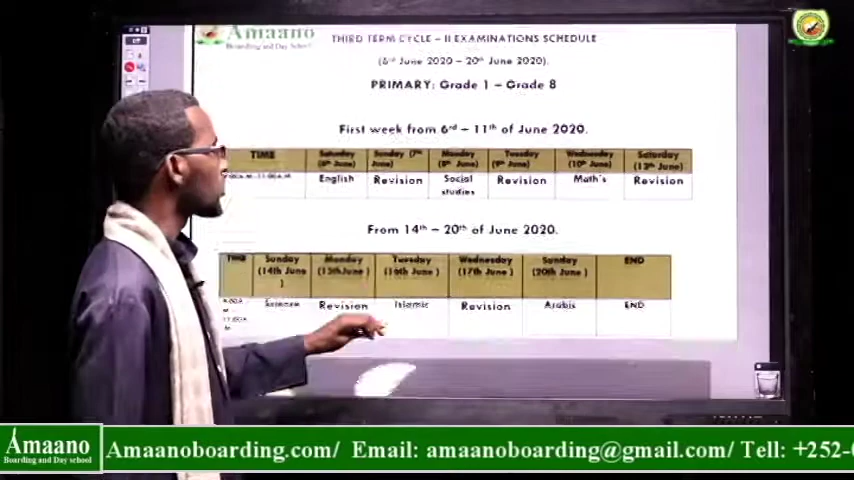 Amaano
Boarding and Day School
THIRD TERM CYCLE – II EXAMINATIONS SCHEDULE
(6rd June 2020 – 20th June 2020).
PRIMARY: Grade 1 – Grade 8
First week from 6rd – 11th of June 2020.
TIME Saturday (6th June) Sunday (7th June) Monday (8th June) Tuesday (9th June) Wednesday (10th June) Saturday (13th June)
English Revision Social studies Revision Math's Revision
From 14th – 20th of June 2020.
TIME Sunday (14th June) Monday (15thJune) Tuesday (16th June) Wednesday (17th June) Sunday (20th June) END
Science Revision Islamic Revision Arabic END
Amaano
Boarding and Day school
Amaanoboarding.com/ Email: amaanoboarding@gmail.com/ Tell: +252-